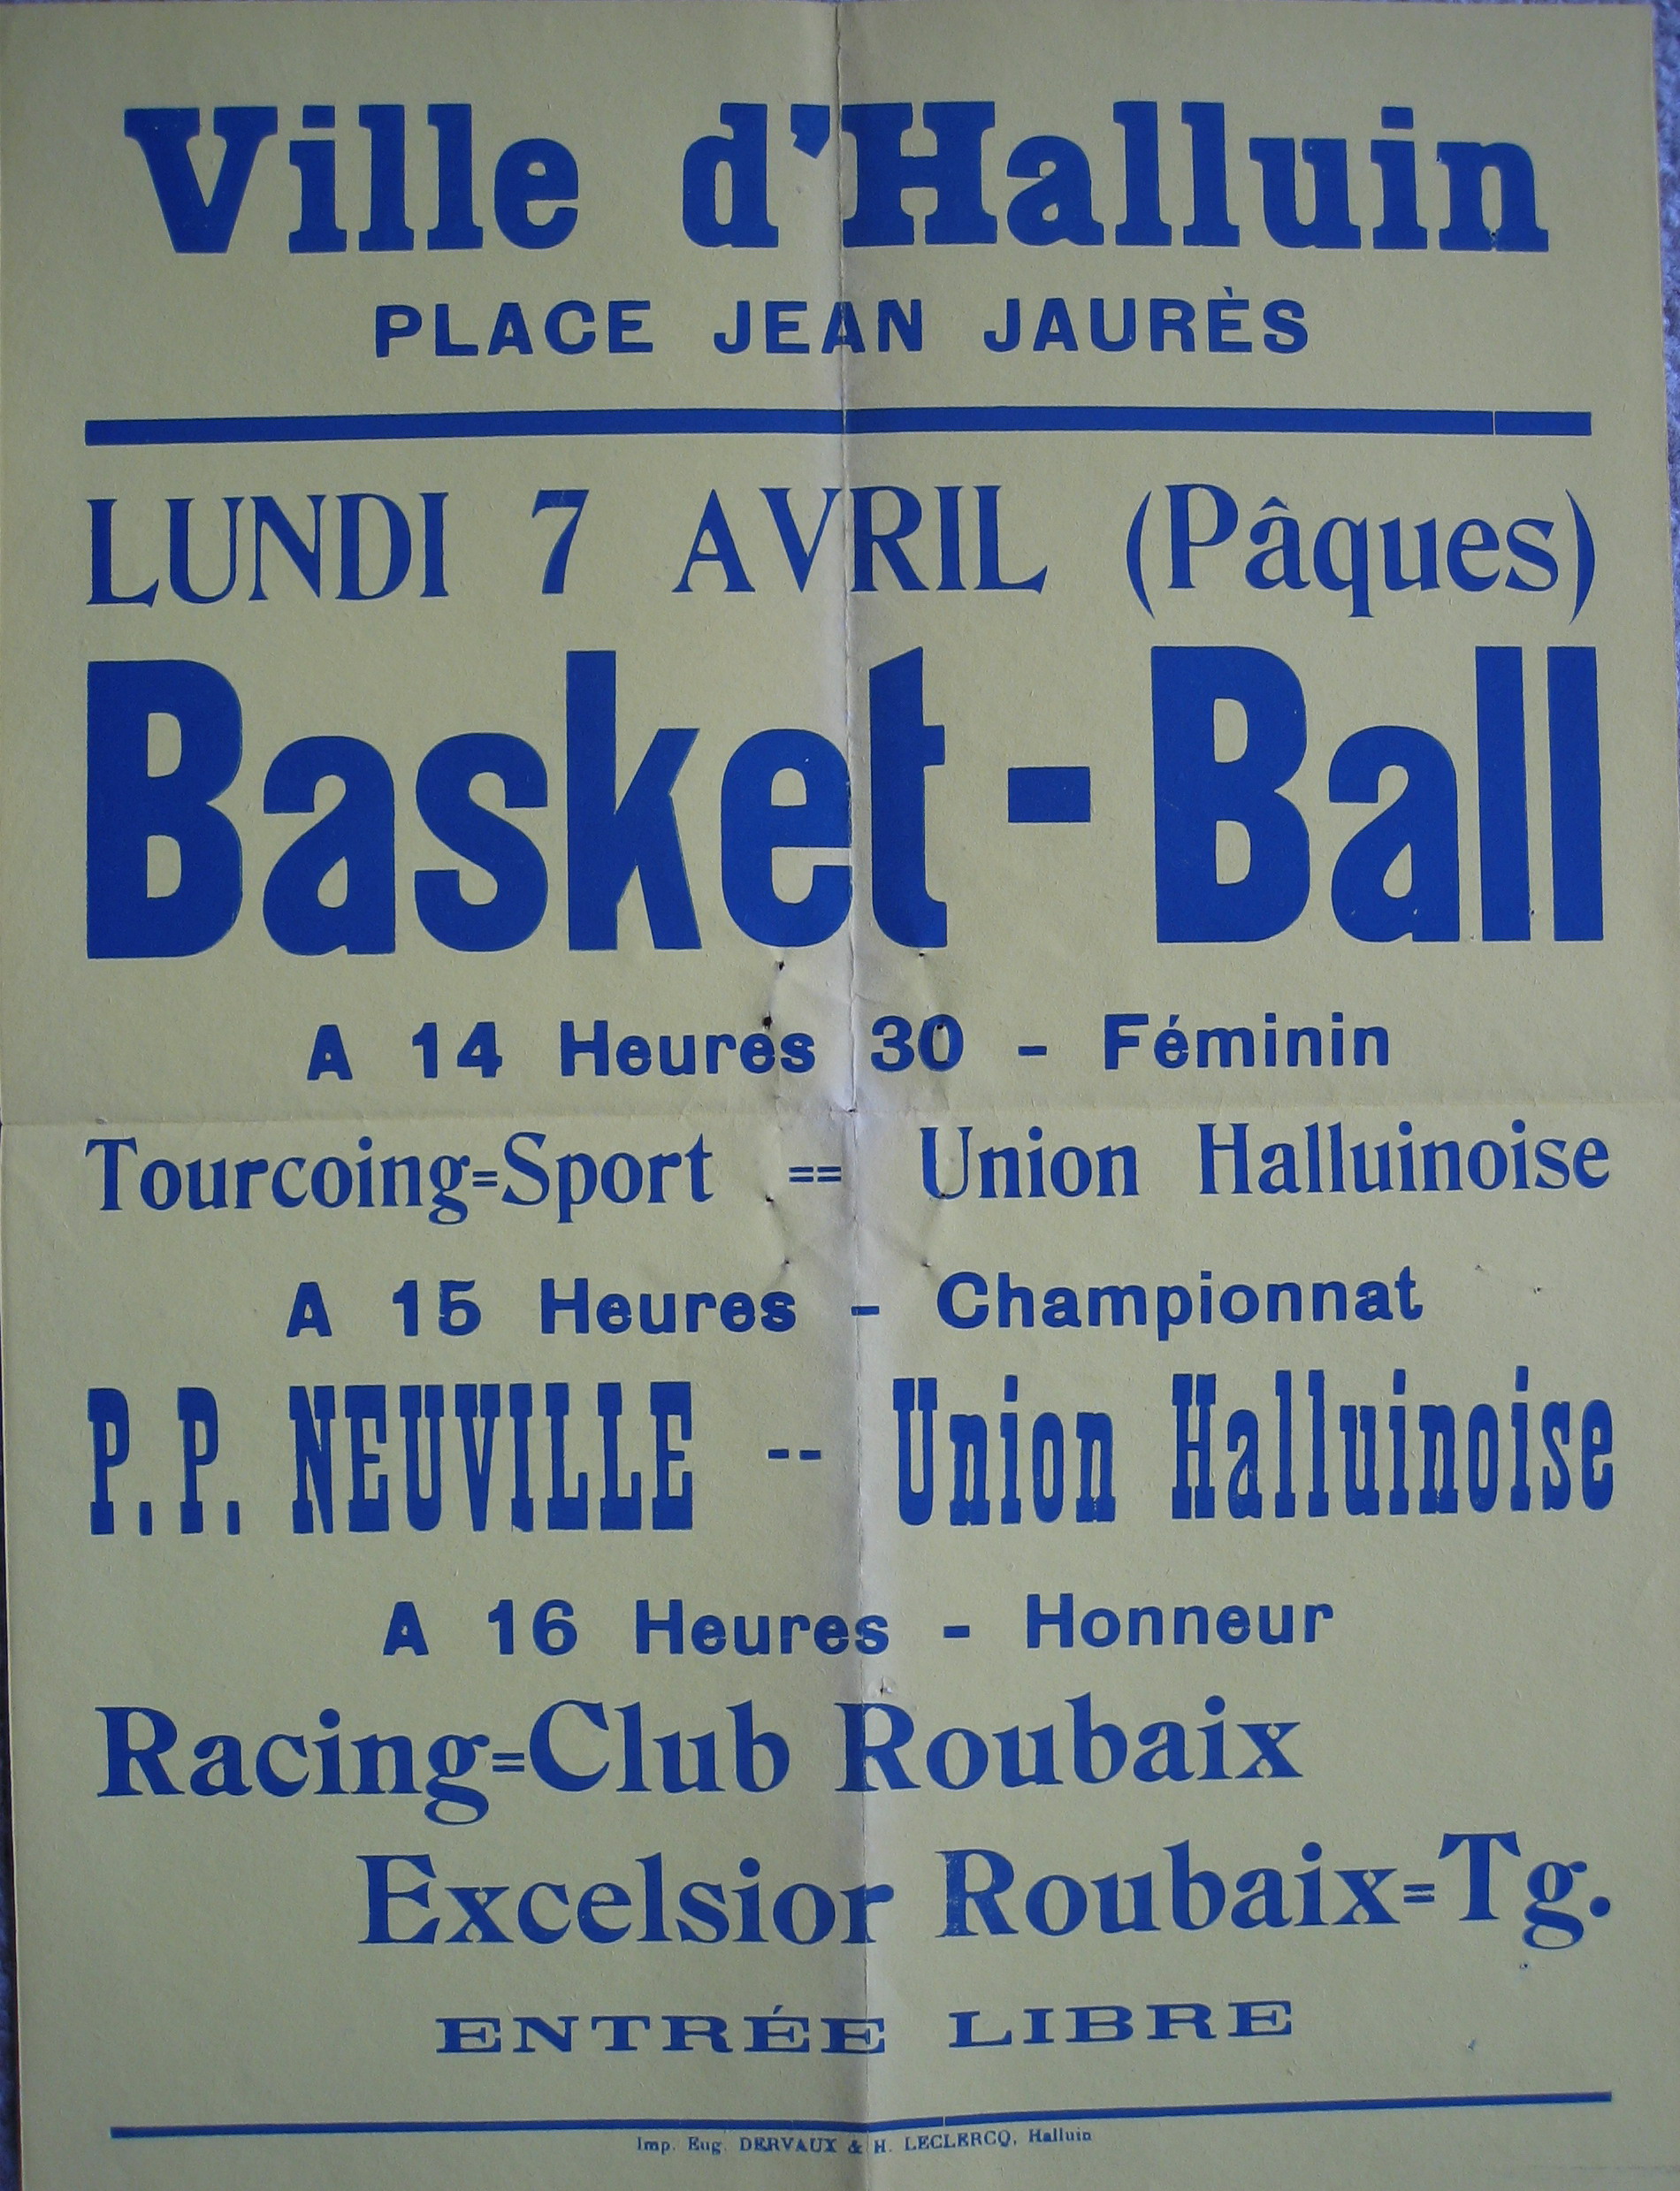 Ville d'Halluin
PLACE JEAN JAURÈS
LUNDI 7 AVRIL (Pâques)
Basket - Ball
A 14 Heures 30 - Féminin
Tourcoing=Sport == Union Halluinoise
A 15 Heures - Championnat
P. P. NEUVILLE -- Union Halluinoise
A 16 Heures - Honneur
Racing=Club Roubaix
Excelsior Roubaix=Tg.
ENTRÉE LIBRE
Imp. Eug. DERVAUX & H. LECLERCQ, Halluin